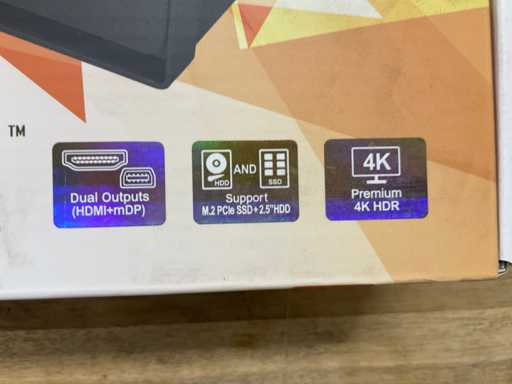 TM
Dual Outputs
(HDMI+mDP)
HDD AND SSD
Support
M.2 PCIe SSD+2.5"HDD
4K
Premium
4K HDR